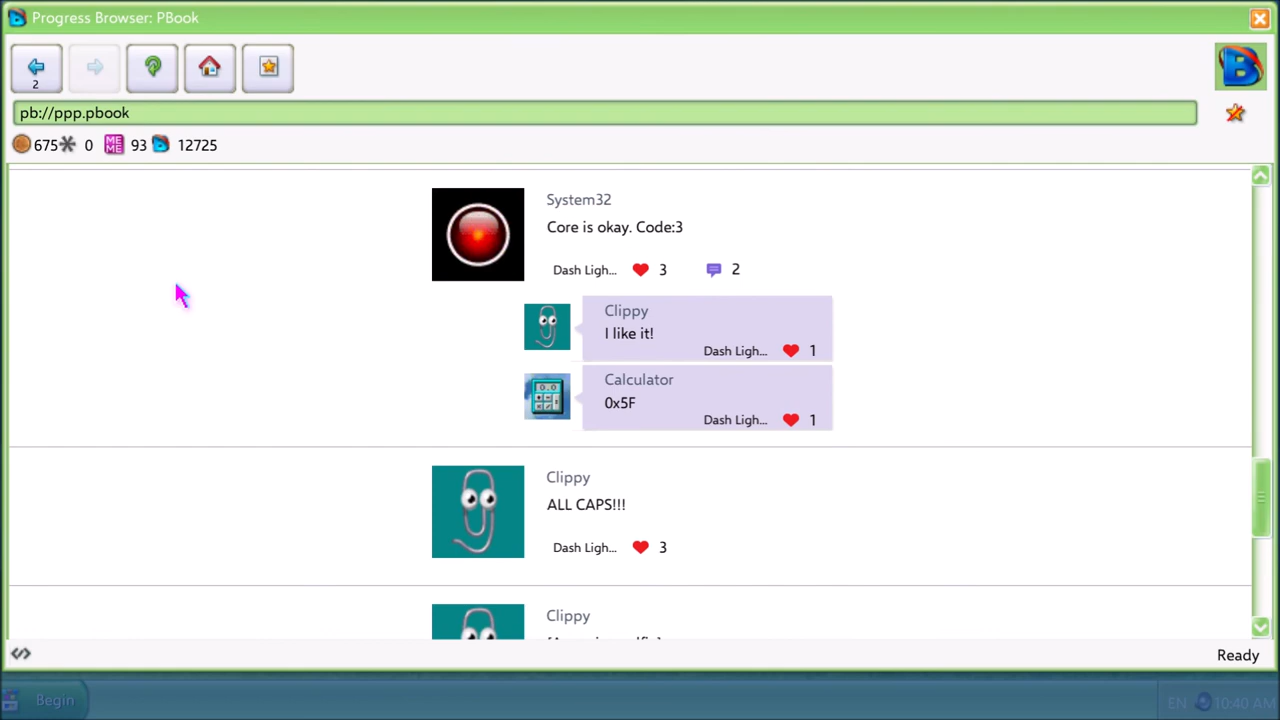 Progress Browser: PBook
2
pb://ppp.pbook
675 0 MEME 93 12725
System32
Core is okay. Code:3
Dash Ligh... 3 2
Clippy
I like it!
Dash Ligh... 1
Calculator
0x5F
Dash Ligh... 1
Clippy
ALL CAPS!!!
Dash Ligh... 3
Clippy
Ready
Begin
EN 10:40 AM